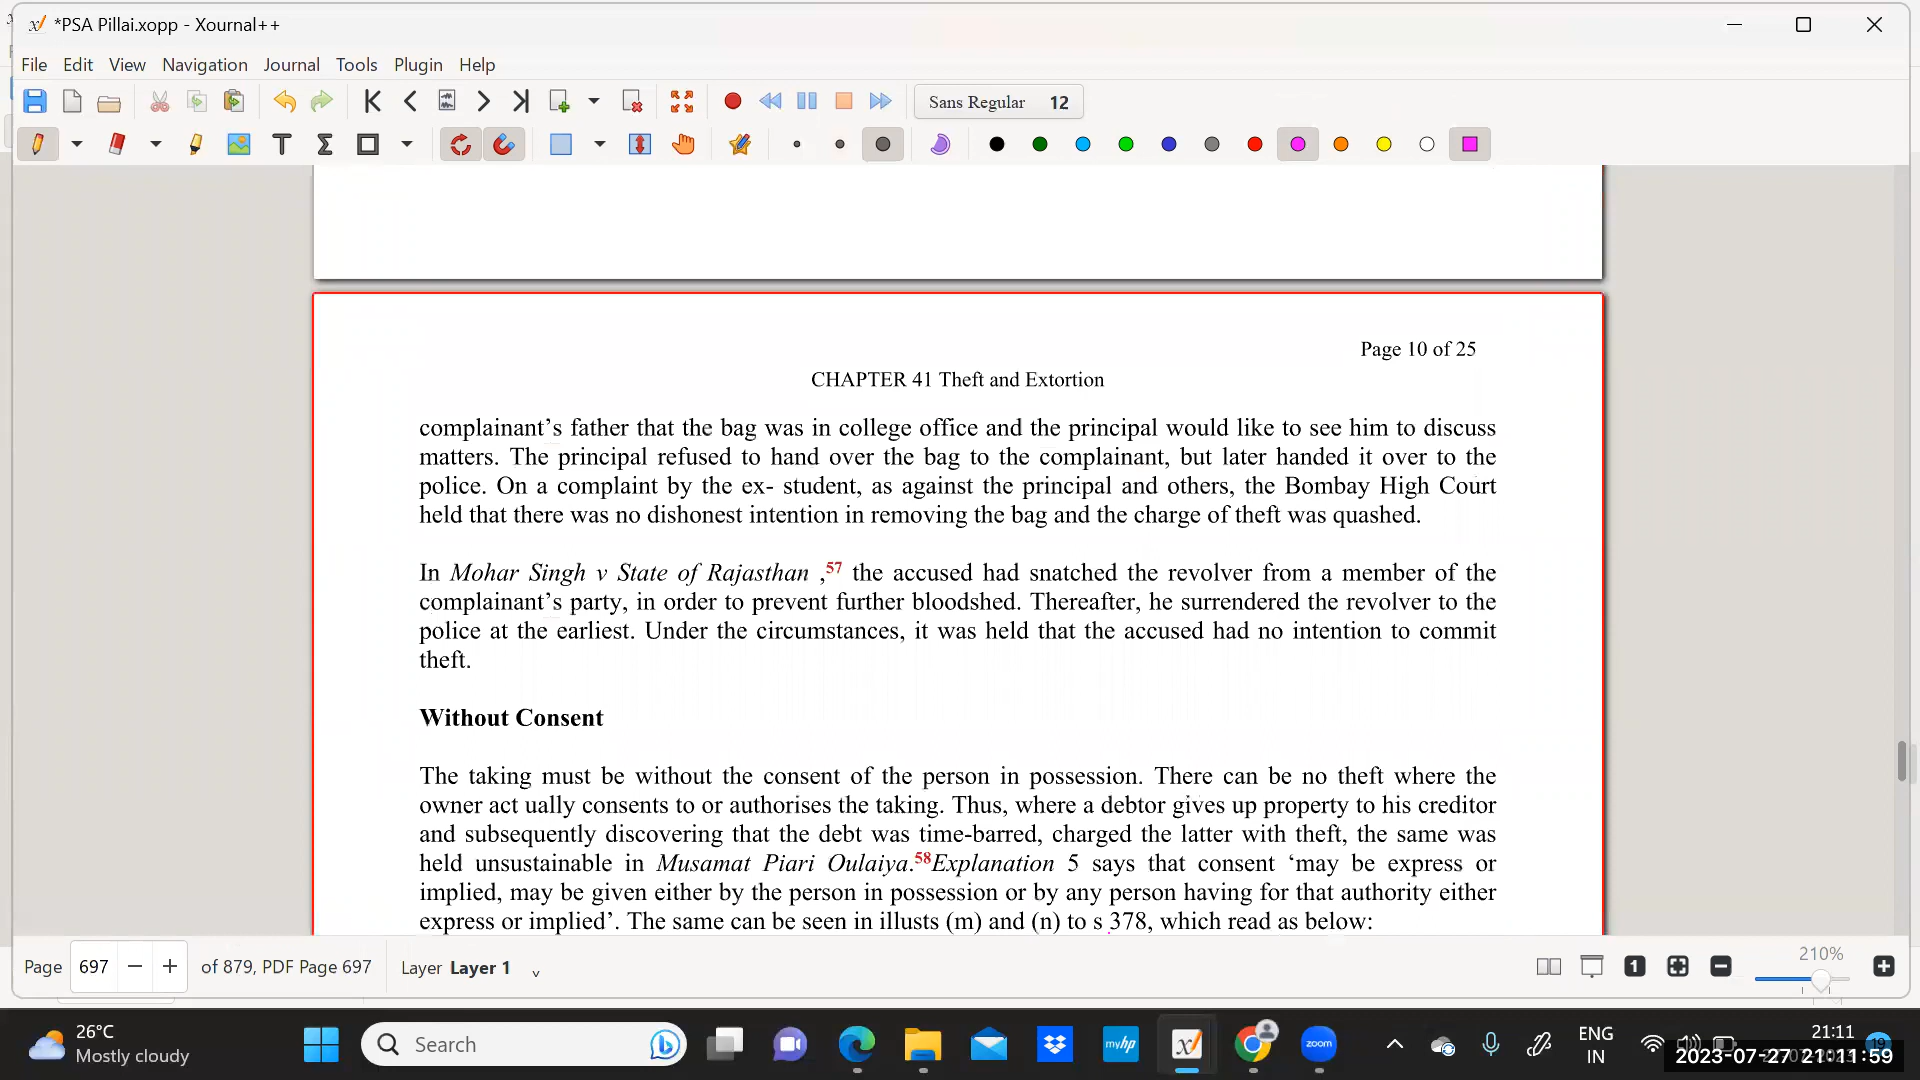 *PSA Pillai.xopp - Xournal++
File Edit View Navigation Journal Tools Plugin Help
Sans Regular 12
Page 10 of 25
CHAPTER 41 Theft and Extortion
complainant’s father that the bag was in college office and the principal would like to see him to discuss
matters. The principal refused to hand over the bag to the complainant, but later handed it over to the
police. On a complaint by the ex- student, as against the principal and others, the Bombay High Court
held that there was no dishonest intention in removing the bag and the charge of theft was quashed.
In Mohar Singh v State of Rajasthan ,57 the accused had snatched the revolver from a member of the
complainant’s party, in order to prevent further bloodshed. Thereafter, he surrendered the revolver to the
police at the earliest. Under the circumstances, it was held that the accused had no intention to commit
theft.
Without Consent
The taking must be without the consent of the person in possession. There can be no theft where the
owner act ually consents to or authorises the taking. Thus, where a debtor gives up property to his creditor
and subsequently discovering that the debt was time-barred, charged the latter with theft, the same was
held unsustainable in Musamat Piari Oulaiya.58Explanation 5 says that consent ‘may be express or
implied, may be given either by the person in possession or by any person having for that authority either
express or implied’. The same can be seen in illusts (m) and (n) to s 378, which read as below:
Page 697 of 879, PDF Page 697 Layer Layer 1 210%
26°C
Mostly cloudy
Search
myhp
zoom
ENG
IN
21:11
19
2023-07-27 21:11:59